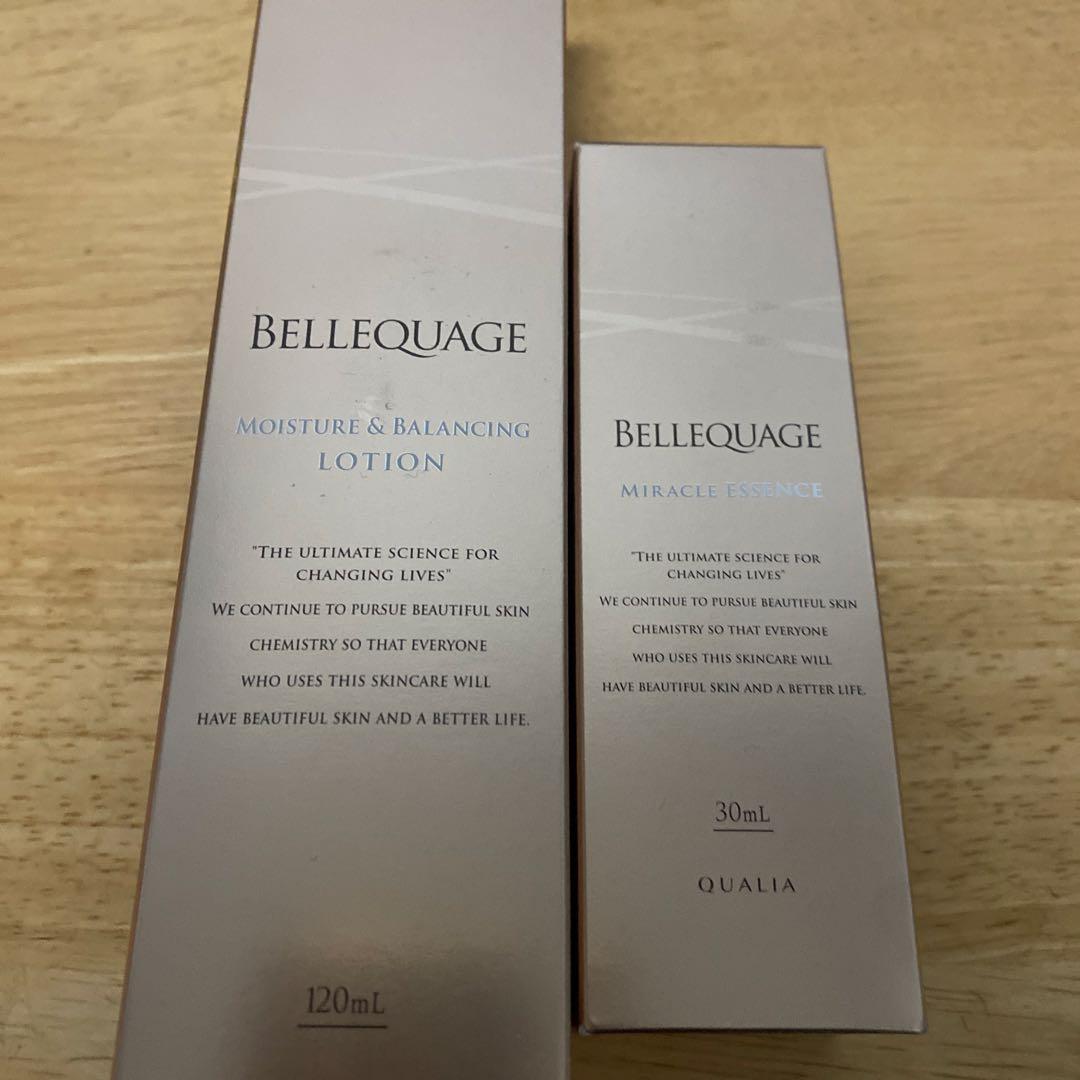 BELLEQUAGE
MOISTURE & BALANCING
LOTION
"THE ULTIMATE SCIENCE FOR
CHANGING LIVES"
WE CONTINUE TO PURSUE BEAUTIFUL SKIN
CHEMISTRY SO THAT EVERYONE
WHO USES THIS SKINCARE WILL
HAVE BEAUTIFUL SKIN AND A BETTER LIFE.
120mL
BELLEQUAGE
MIRACLE ESSENCE
"THE ULTIMATE SCIENCE FOR
CHANGING LIVES"
WE CONTINUE TO PURSUE BEAUTIFUL SKIN
CHEMISTRY SO THAT EVERYONE
WHO USES THIS SKINCARE WILL
HAVE BEAUTIFUL SKIN AND A BETTER LIFE.
30mL
QUALIA